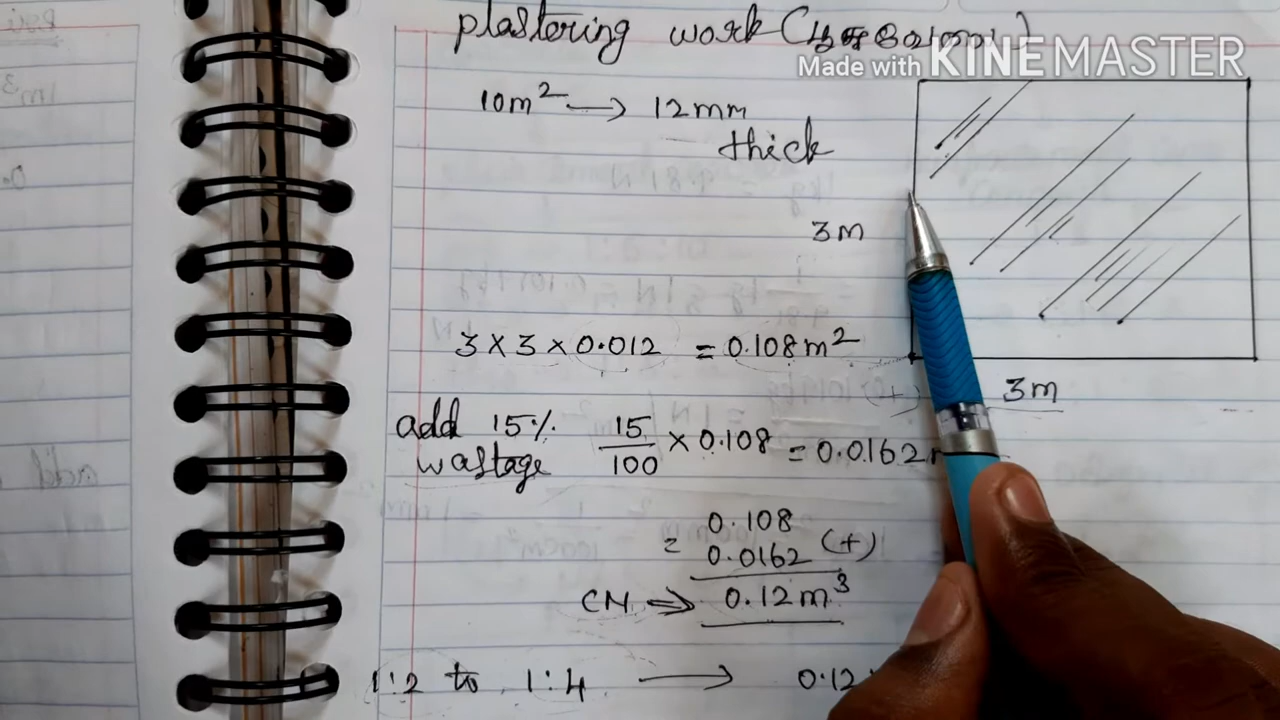 plastering work (பூசுவேலை)
Made with KINEMASTER
10m² → 12mm
thick
3m
3 × 3 × 0.012 = 0.108m²
3m
add 15% wastage 15/100 × 0.108 = 0.0162
= 0.108
0.0162 (+)
CM ⇒ 0.12m³
1:2 to 1:4 → 0.12